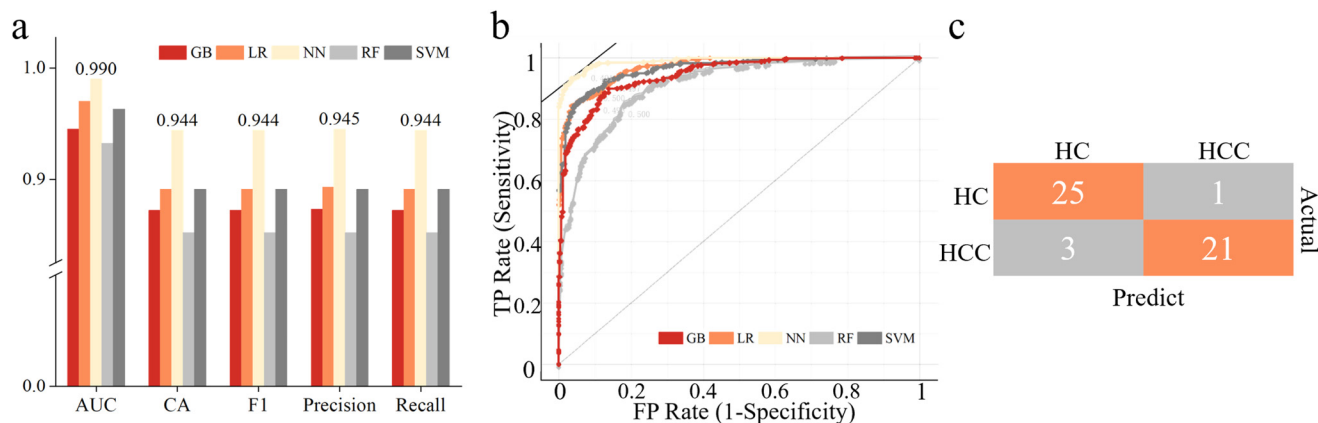 a
GB LR NN RF SVM
1.0
0.9
0.0
0.990
0.944
0.944
0.945
0.944
AUC CA F1 Precision Recall
b
TP Rate (Sensitivity)
1
0.8
0.6
0.4
0.2
0
0.500
GB LR NN RF SVM
0 0.2 0.4 0.6 0.8 1
FP Rate (1-Specificity)
c
HC HCC
HC 25 1
HCC 3 21
Actual
Predict